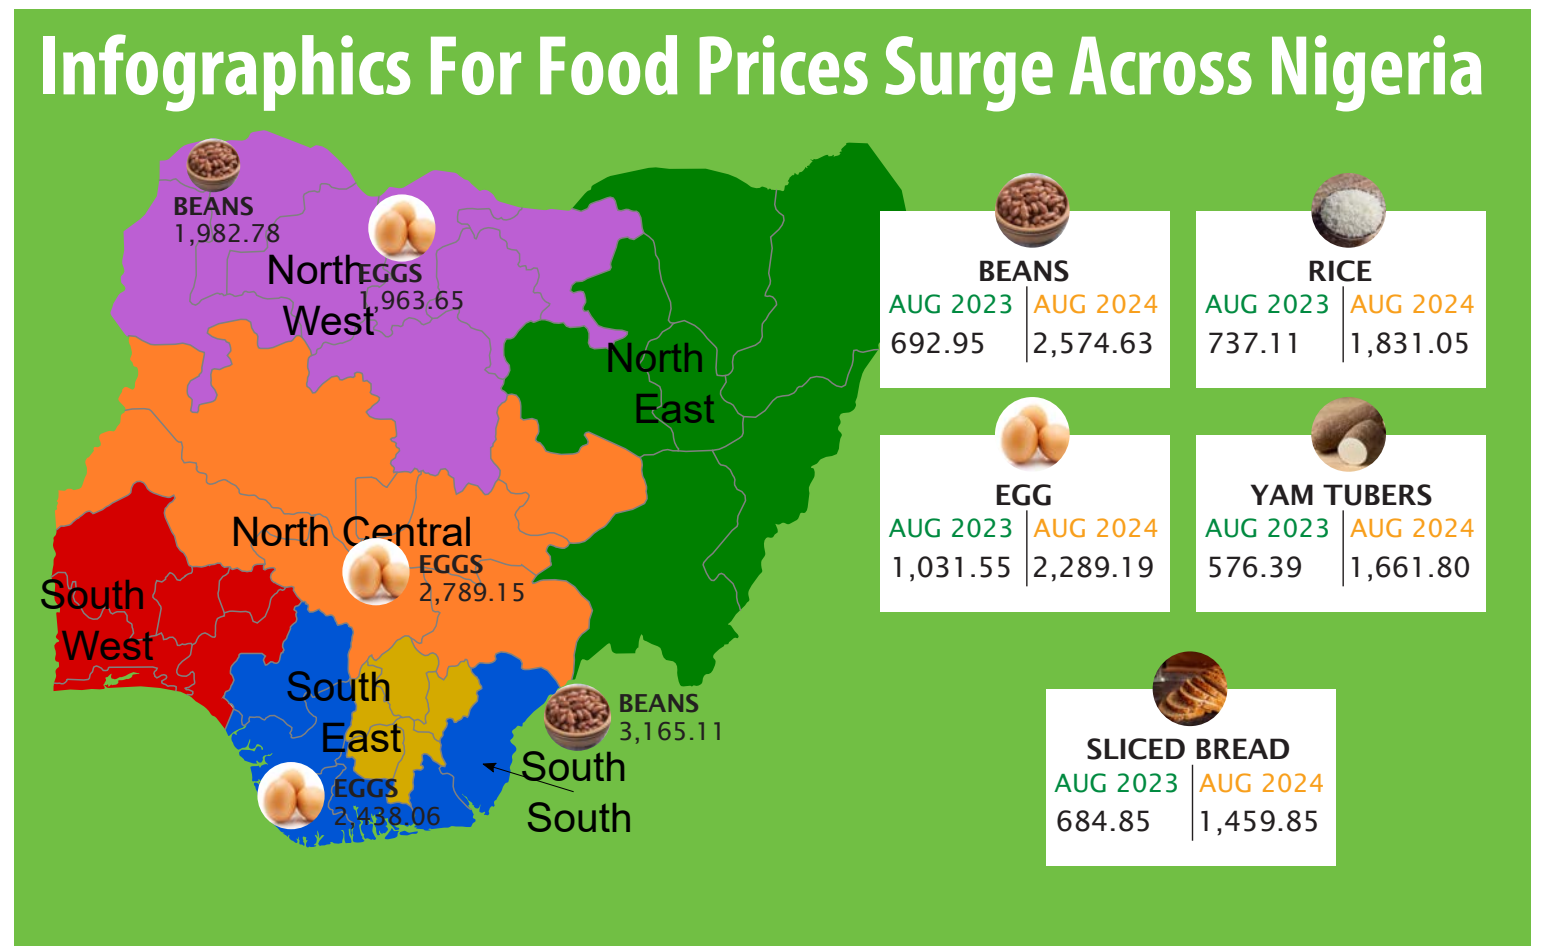 Infographics For Food Prices Surge Across Nigeria
BEANS
1,982.78
North
West
EGGS
1,963.65
North
East
North Central
EGGS
2,789.15
South
West
South
East
BEANS
3,165.11
South
South
EGGS
2,438.06
BEANS
AUG 2023 AUG 2024
692.95 2,574.63
RICE
AUG 2023 AUG 2024
737.11 1,831.05
EGG
AUG 2023 AUG 2024
1,031.55 2,289.19
YAM TUBERS
AUG 2023 AUG 2024
576.39 1,661.80
SLICED BREAD
AUG 2023 AUG 2024
684.85 1,459.85